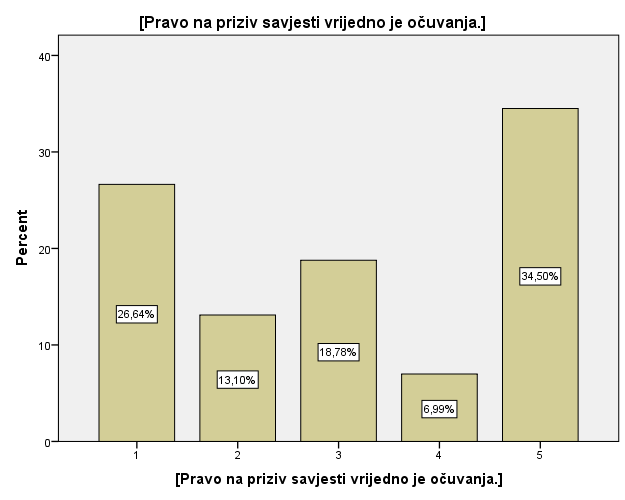 [Pravo na priziv savjesti vrijedno je očuvanja.]
Percent
40
30
20
10
0
26,64%
13,10%
18,78%
6,99%
34,50%
1 2 3 4 5
[Pravo na priziv savjesti vrijedno je očuvanja.]